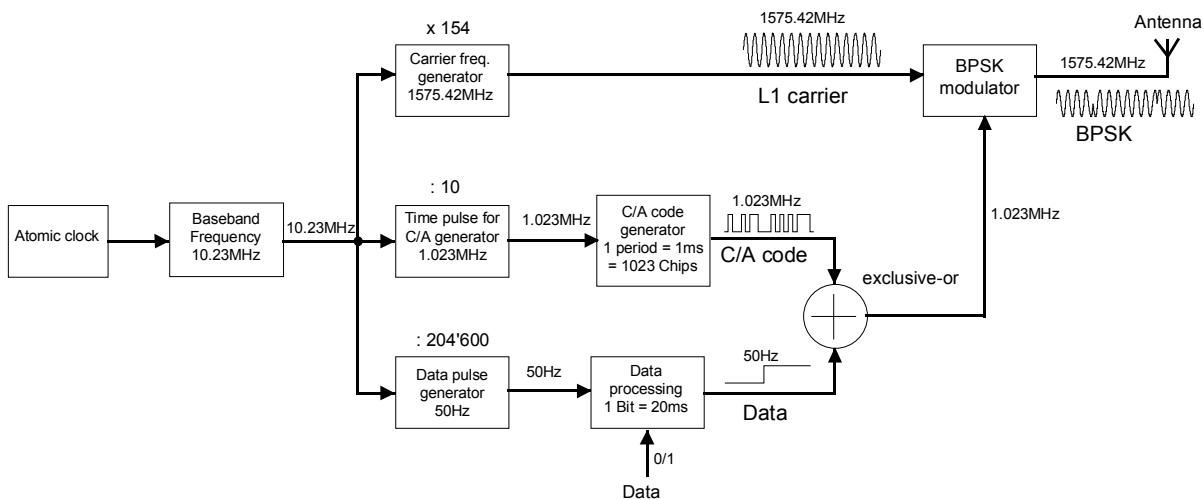 x 154
Carrier freq.
generator
1575.42MHz
1575.42MHz
L1 carrier
BPSK
modulator
Antenna
1575.42MHz
BPSK
Atomic clock
Baseband
Frequency
10.23MHz
10.23MHz
: 10
Time pulse for
C/A generator
1.023MHz
1.023MHz
C/A code
generator
1 period = 1ms
= 1023 Chips
1.023MHz
C/A code
1.023MHz
exclusive-or
: 204'600
Data pulse
generator
50Hz
50Hz
Data
processing
1 Bit = 20ms
50Hz
Data
0/1
Data